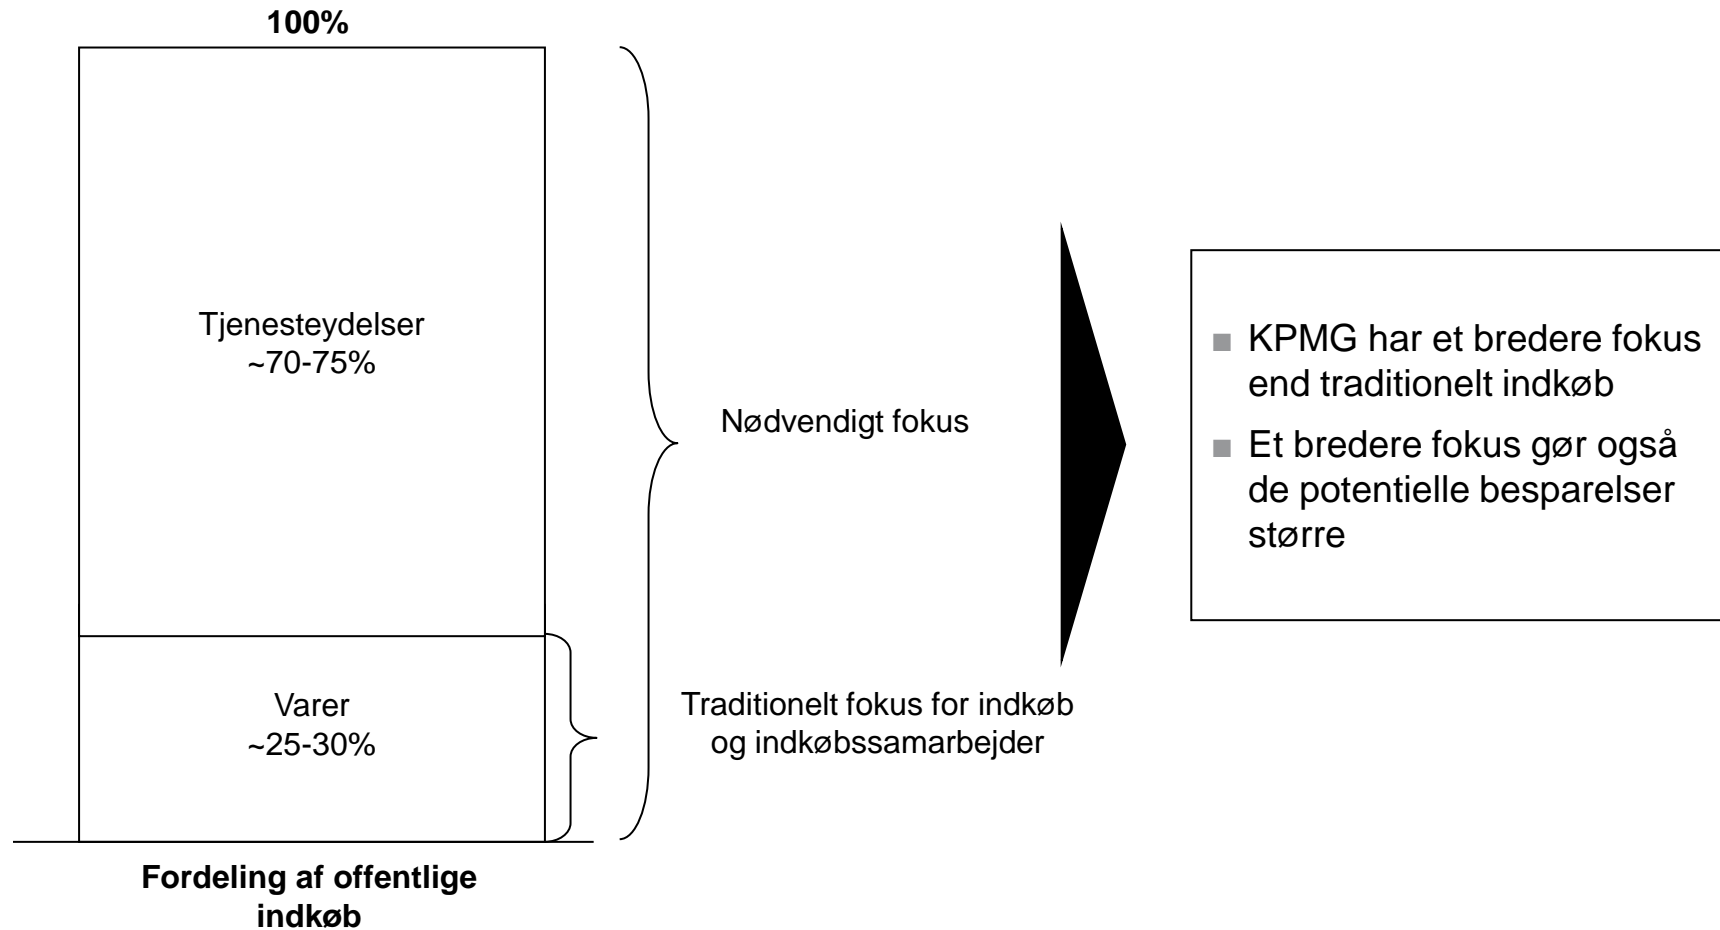 100%
Tjenesteydelser
~70-75%
Varer
~25-30%
Fordeling af offentlige
indkøb
Nødvendigt fokus
Traditionelt fokus for indkøb
og indkøbssamarbejder
KPMG har et bredere fokus
end traditionelt indkøb
Et bredere fokus gør også
de potentielle besparelser
større